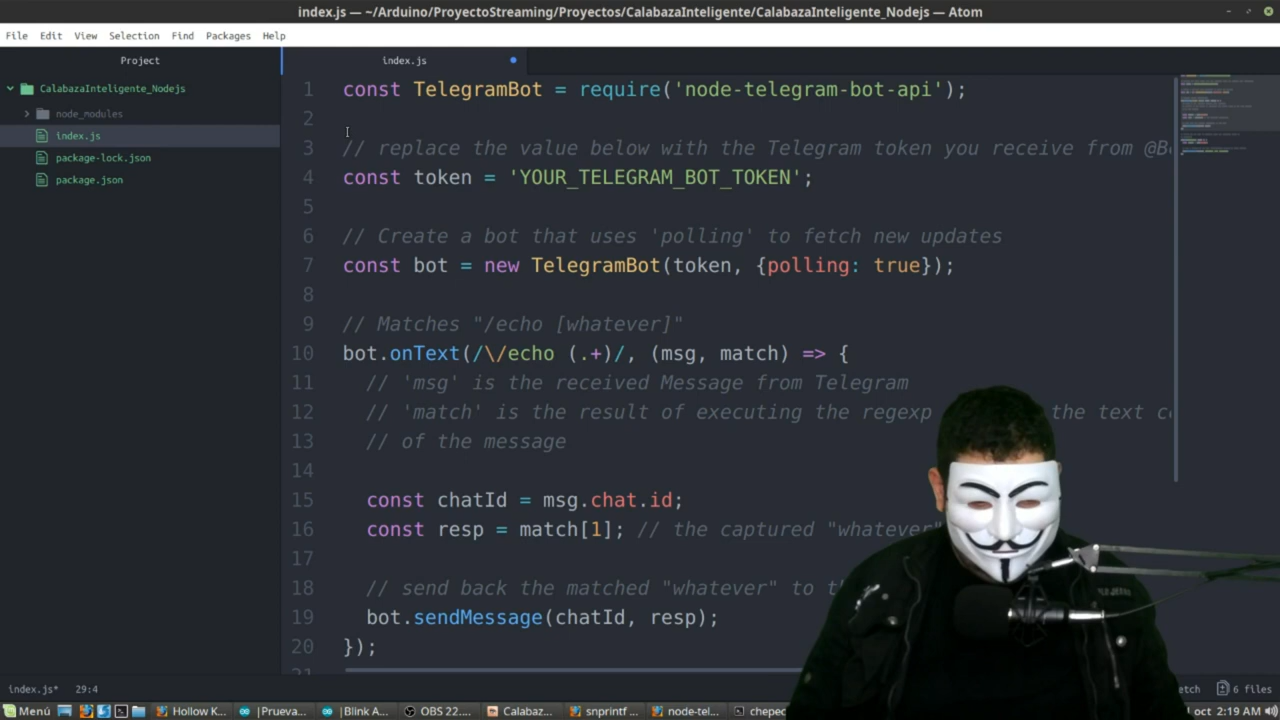 index.js — ~/Arduino/ProyectoStreaming/Proyectos/CalabazaInteligente/CalabazaInteligente_Nodejs — Atom
File Edit View Selection Find Packages Help
Project
index.js
CalabazaInteligente_Nodejs
node_modules
index.js
package-lock.json
package.json
1 const TelegramBot = require('node-telegram-bot-api');
2
3 // replace the value below with the Telegram token you receive from @B
4 const token = 'YOUR_TELEGRAM_BOT_TOKEN';
5
6 // Create a bot that uses 'polling' to fetch new updates
7 const bot = new TelegramBot(token, {polling: true});
8
9 // Matches "/echo [whatever]"
10 bot.onText(/\/echo (.+)/, (msg, match) => {
11 // 'msg' is the received Message from Telegram
12 // 'match' is the result of executing the regexp the text c
13 // of the message
14
15 const chatId = msg.chat.id;
16 const resp = match[1]; // the captured "whatever"
17
18 // send back the matched "whatever" to t
19 bot.sendMessage(chatId, resp);
20 });
index.js* 29:4 etch 6 files
Menú Hollow K... |Prueva... |Blink A... OBS 22.... Calabaz... snprintf ... node-tel... chepec oct 2:19 AM